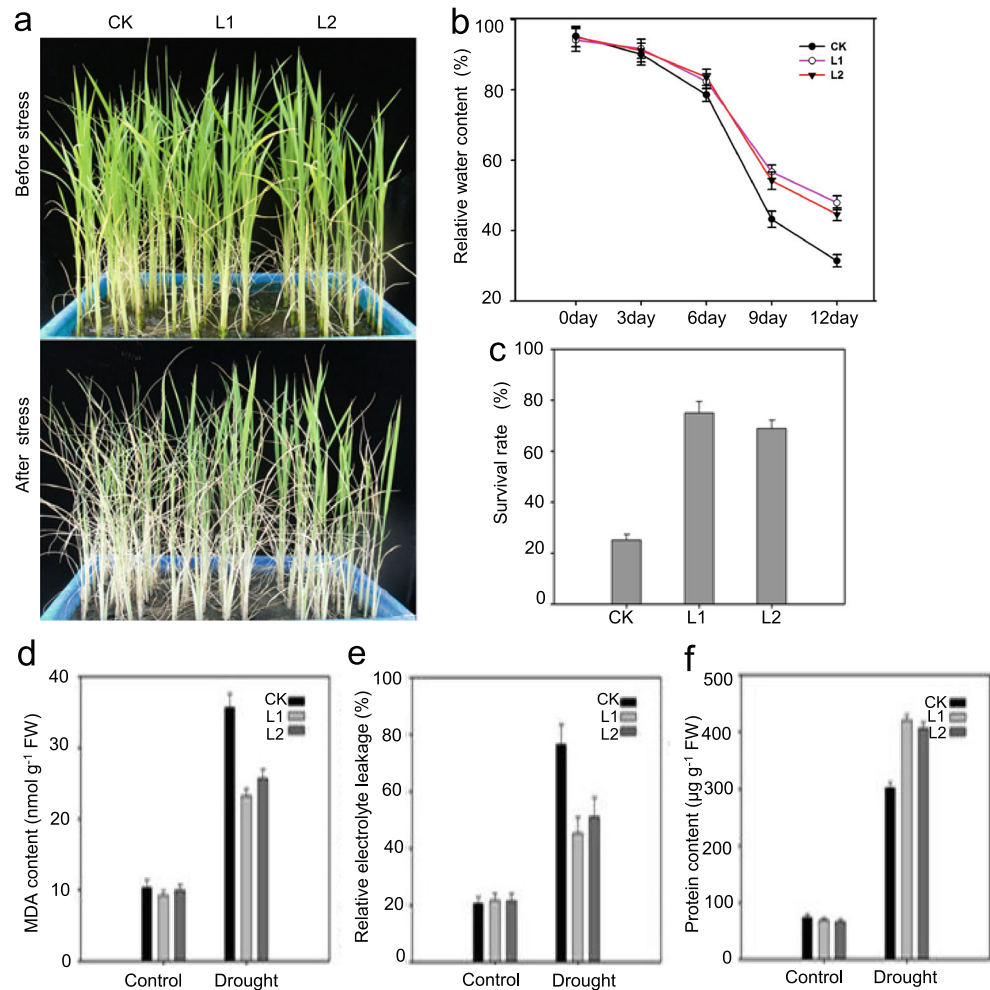 a
CK L1 L2
Before stress
After stress
b
Relative water content (%)
100
80
60
40
20
CK
L1
L2
0day 3day 6day 9day 12day
c
Survival rate (%)
100
80
60
40
20
0
CK L1 L2
d
MDA content (nmol g⁻¹ FW)
40
30
20
10
0
CK
L1
L2
Control Drought
e
Relative electrolyte leakage (%)
100
80
60
40
20
0
CK
L1
L2
Control Drought
f
Protein content (µg g⁻¹ FW)
500
400
300
200
100
0
CK
L1
L2
Control Drought